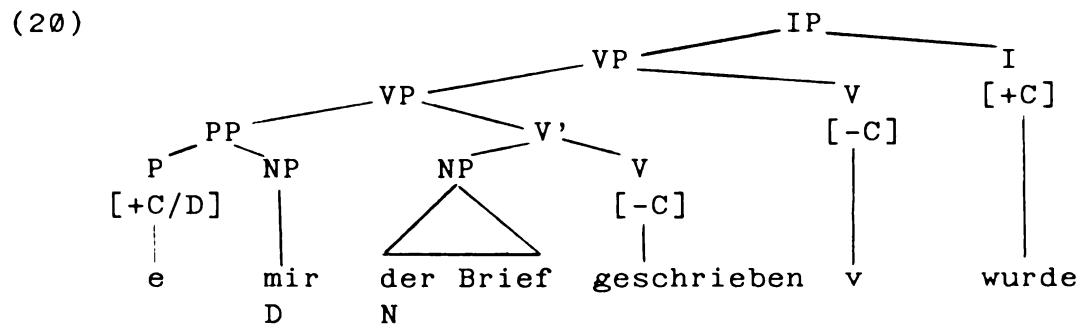 (20) IP
VP I
VP V [+C]
PP V' [-C]
P NP NP V
[+C/D] [-C]
e mir der Brief geschrieben v wurde
D N